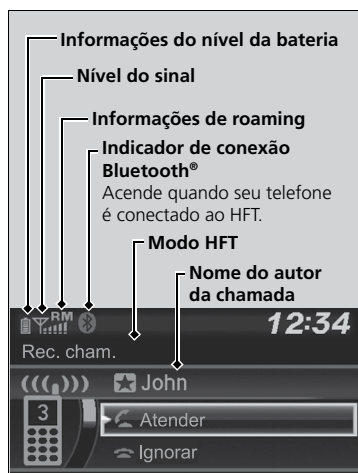 Informações do nível da bateria
Nível do sinal
Informações de roaming
Indicador de conexão
Bluetooth®
Acende quando seu telefone
é conectado ao HFT.
Modo HFT
Nome do autor
da chamada
RM
12:34
Rec. cham.
John
3
Atender
Ignorar